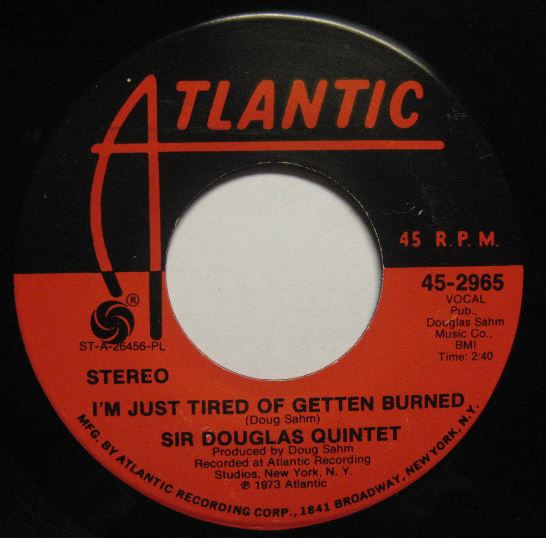 ATLANTIC
45 R.P.M.
45-2965
VOCAL
Pub.,
Douglas Sahm
Music Co.,
BMI
Time: 2:40
®
ST-A-26456-PL
STEREO
I'M JUST TIRED OF GETTEN BURNED
(Doug Sahm)
SIR DOUGLAS QUINTET
Produced by Doug Sahm
Recorded at Atlantic Recording
Studios, New York, N. Y.
℗ 1973 Atlantic
MFG. BY ATLANTIC RECORDING CORP., 1841 BROADWAY, NEW YORK, N.Y.